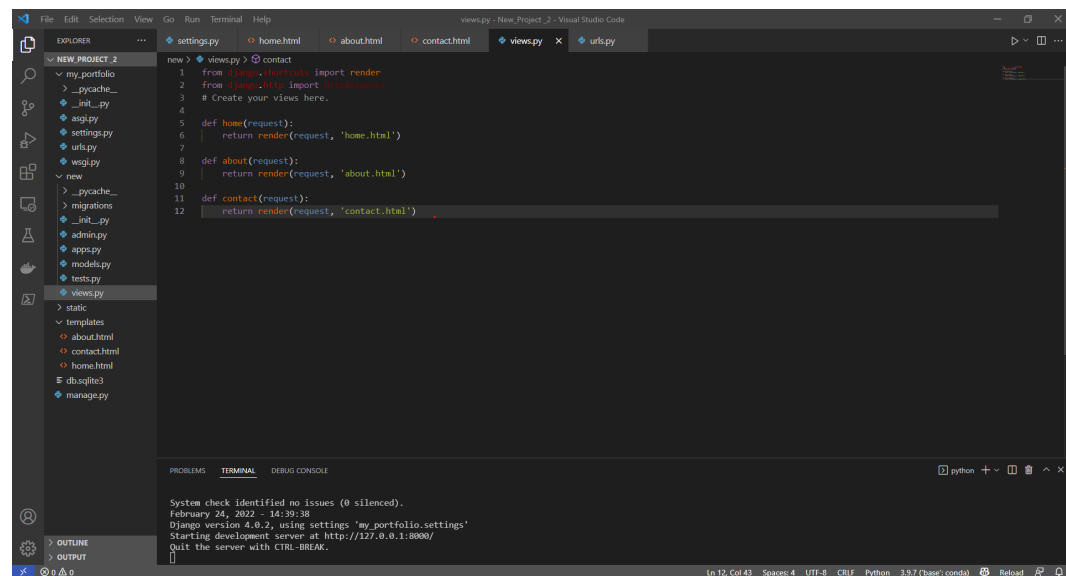 File Edit Selection View Go Run Terminal Help
views.py - New_Project _2 - Visual Studio Code
EXPLORER
NEW_PROJECT _2
my_portfolio
__pycache__
__init__.py
asgi.py
settings.py
urls.py
wsgi.py
new
__pycache__
migrations
__init__.py
admin.py
apps.py
models.py
tests.py
views.py
static
templates
about.html
contact.html
home.html
db.sqlite3
manage.py
OUTLINE
OUTPUT
settings.py home.html about.html contact.html views.py urls.py
new > views.py > contact
1 from django.shortcuts import render
2 from django.http import
3 # Create your views here.
4
5 def home(request):
6 return render(request, 'home.html')
7
8 def about(request):
9 return render(request, 'about.html')
10
11 def contact(request):
12 return render(request, 'contact.html')
PROBLEMS TERMINAL DEBUG CONSOLE
python
System check identified no issues (0 silenced).
February 24, 2022 - 14:39:38
Django version 4.0.2, using settings 'my_portfolio.settings'
Starting development server at http://127.0.0.1:8000/
Quit the server with CTRL-BREAK.
0 0
Ln 12, Col 43 Spaces: 4 UTF-8 CRLF Python 3.9.7 ('base': conda) Reload